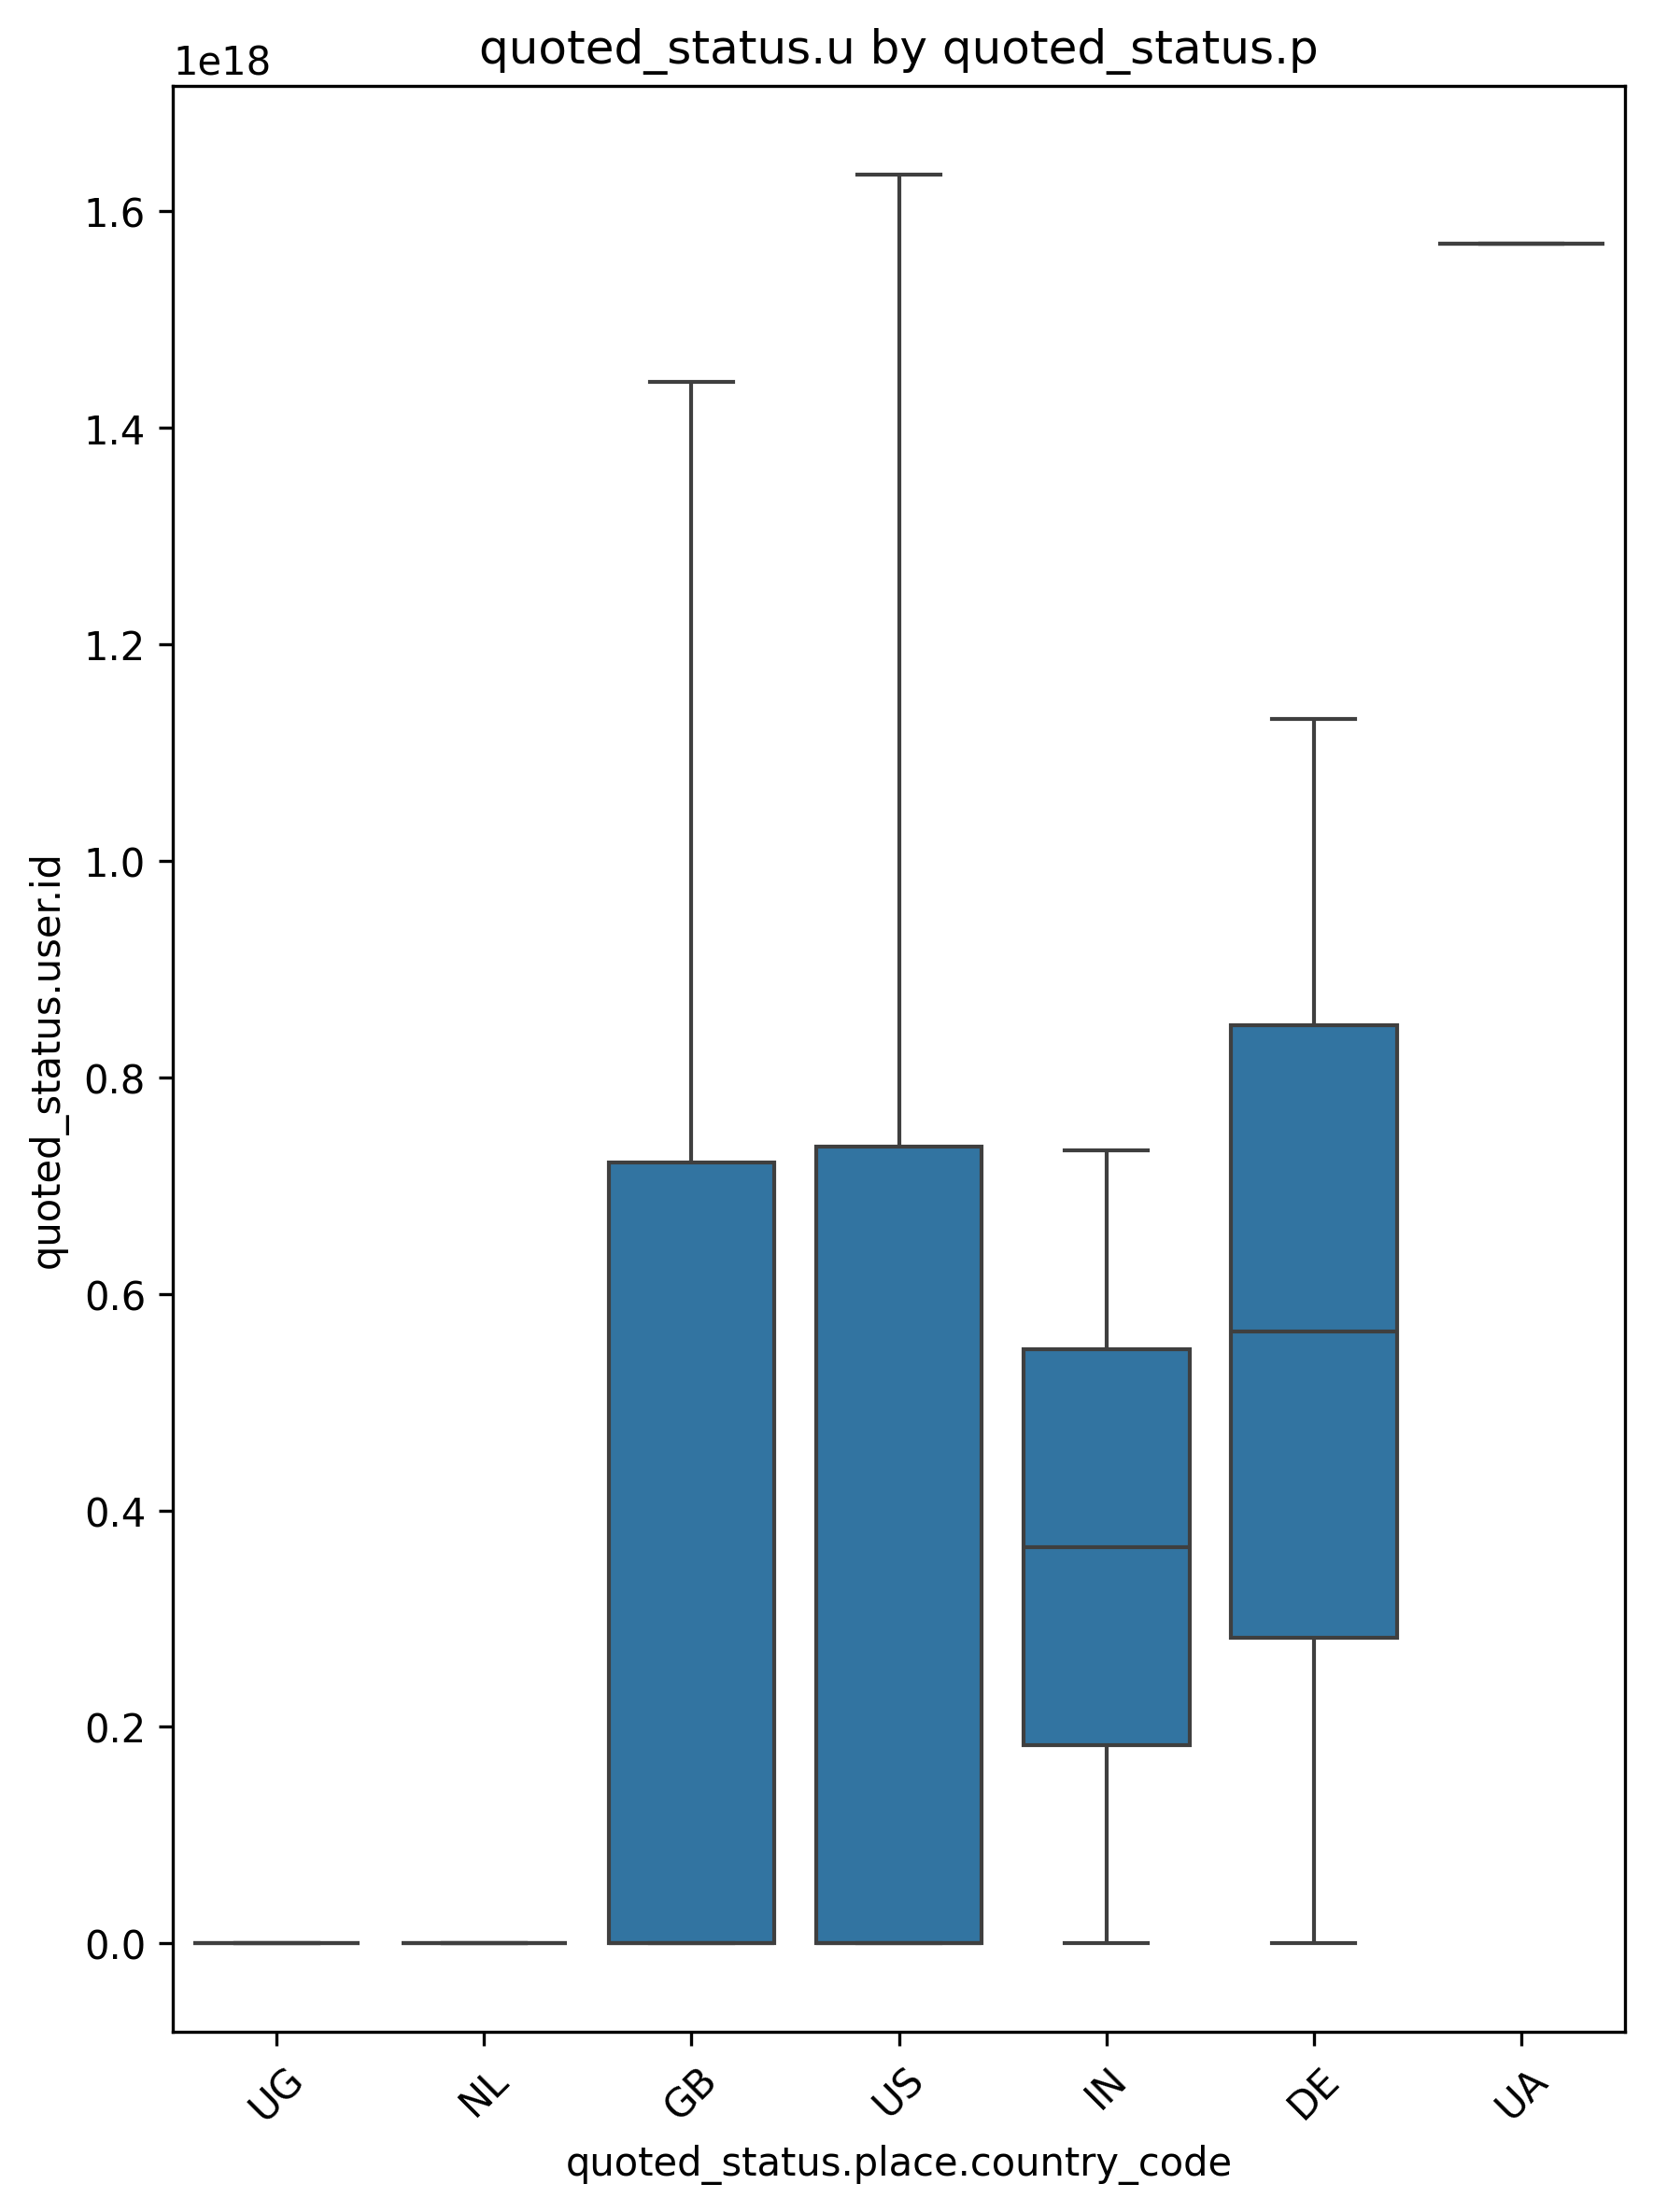 quoted_status.u by quoted_status.p
1e18
1.6
1.4
1.2
1.0
0.8
0.6
0.4
0.2
0.0
quoted_status.user.id
UG
NL
GB
US
IN
DE
UA
quoted_status.place.country_code